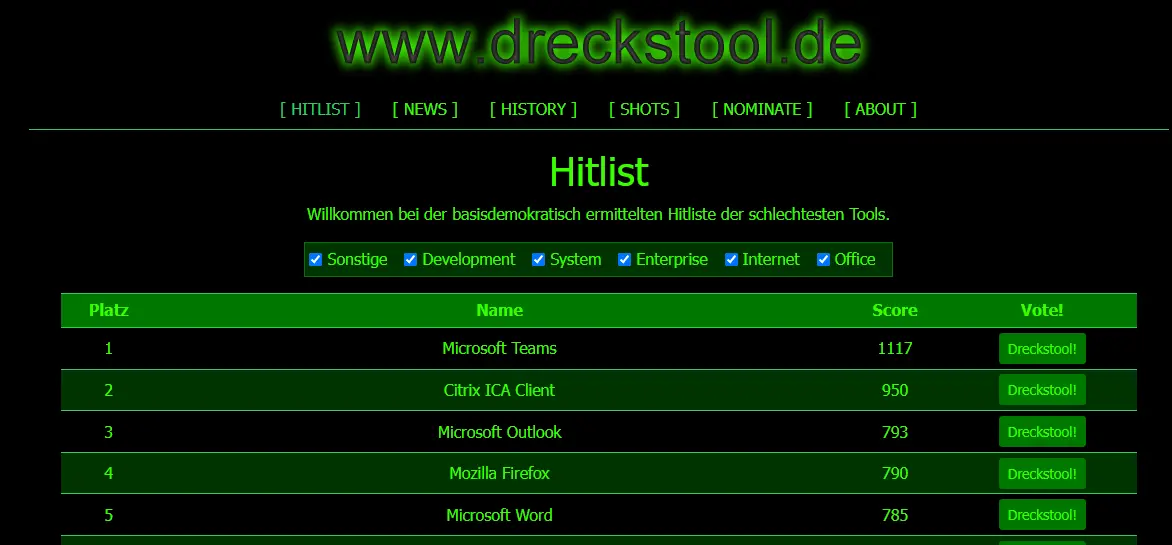 www.dreckstool.de
[ HITLIST ] [ NEWS ] [ HISTORY ] [ SHOTS ] [ NOMINATE ] [ ABOUT ]
Hitlist
Willkommen bei der basisdemokratisch ermittelten Hitliste der schlechtesten Tools.
Sonstige Development System Enterprise Internet Office
Platz Name Score Vote!
1 Microsoft Teams 1117 Dreckstool!
2 Citrix ICA Client 950 Dreckstool!
3 Microsoft Outlook 793 Dreckstool!
4 Mozilla Firefox 790 Dreckstool!
5 Microsoft Word 785 Dreckstool!